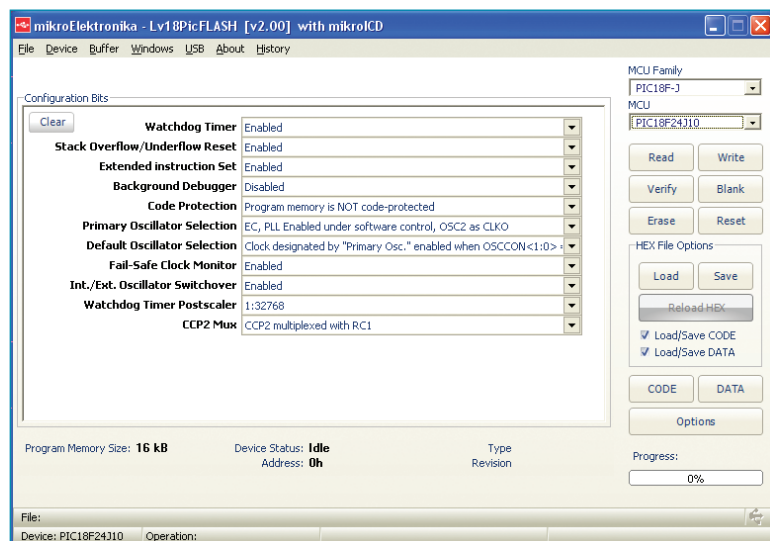 mikroElektronika - Lv18PicFLASH [v2.00] with mikroICD
File Device Buffer Windows USB About History
MCU Family
PIC18F-J
MCU
PIC18F24J10
Configuration Bits
Clear
Watchdog Timer Enabled
Stack Overflow/Underflow Reset Enabled
Extended instruction Set Enabled
Background Debugger Disabled
Code Protection Program memory is NOT code-protected
Primary Oscillator Selection EC, PLL Enabled under software control, OSC2 as CLKO
Default Oscillator Selection Clock designated by "Primary Osc." enabled when OSCCON<1:0> =
Fail-Safe Clock Monitor Enabled
Int./Ext. Oscillator Switchover Enabled
Watchdog Timer Postscaler 1:32768
CCP2 Mux CCP2 multiplexed with RC1
Read Write
Verify Blank
Erase Reset
HEX File Options
Load Save
Reload HEX
Load/Save CODE
Load/Save DATA
CODE DATA
Options
Program Memory Size: 16 kB Device Status: Idle Type
Address: 0h Revision
Progress:
0%
File:
Device: PIC18F24J10 Operation: